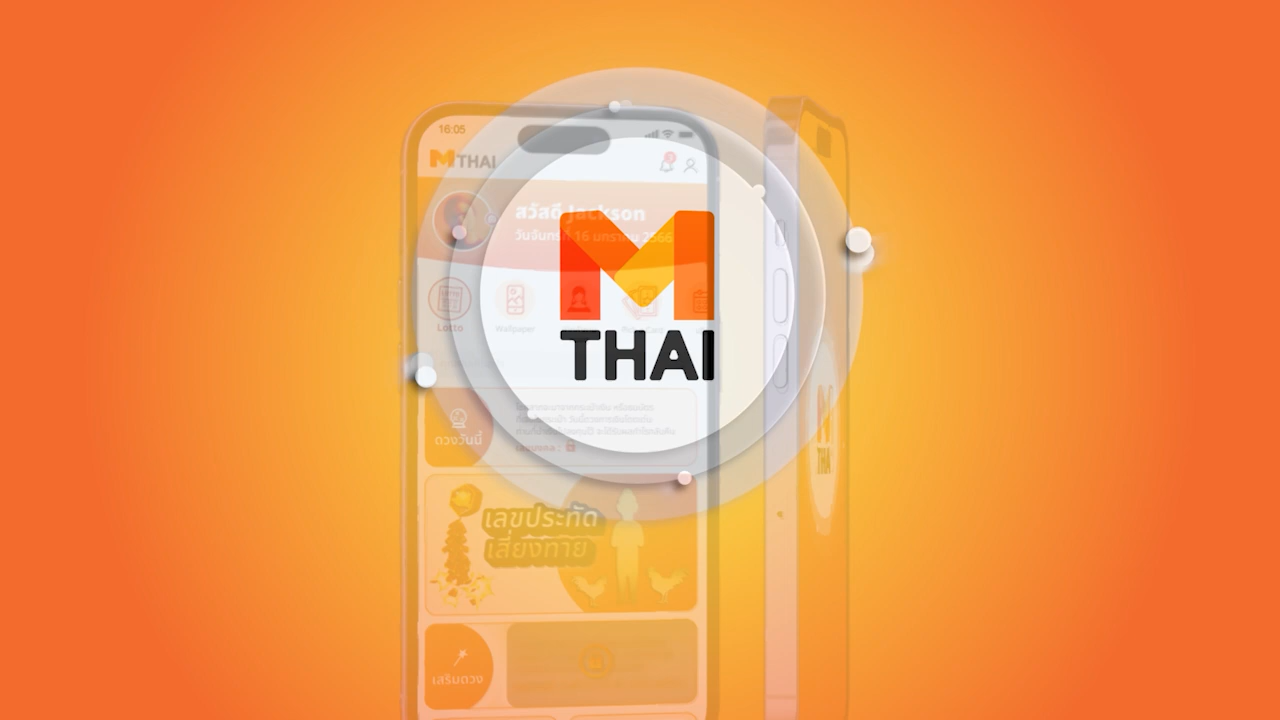 16:05
MTHAI
3
สวัสดี Jackson
วันจันทร์ที่ 16 มกราคม 2566
M
THAI
Lotto
Wallpaper
ดวงวันนี้
เลขประทัด
เสี่ยงทาย
เสริมดวง
M
THAI